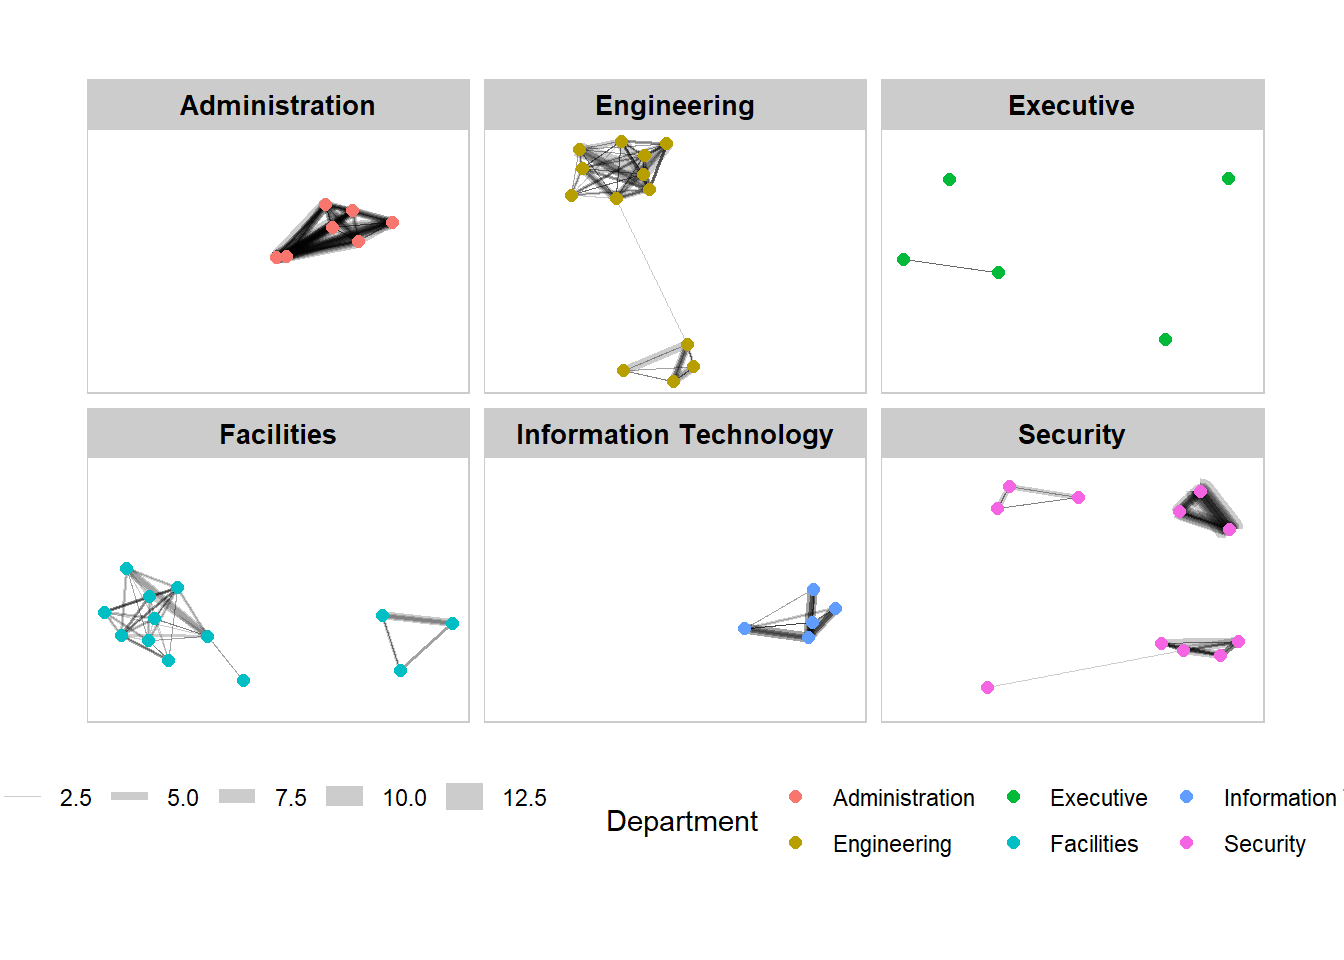 Administration
Engineering
Executive
Facilities
Information Technology
Security
2.5 5.0 7.5 10.0 12.5
Department
Administration Executive Information
Engineering Facilities Security